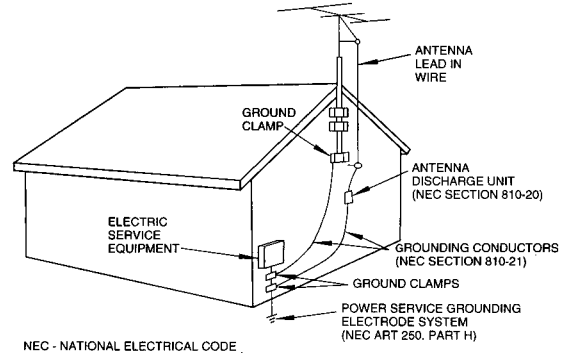 ANTENNA
LEAD IN
WIRE
GROUND
CLAMP
ANTENNA
DISCHARGE UNIT
(NEC SECTION 810-20)
ELECTRIC
SERVICE
EQUIPMENT
GROUNDING CONDUCTORS
(NEC SECTION 810-21)
GROUND CLAMPS
POWER SERVICE GROUNDING
ELECTRODE SYSTEM
(NEC ART 250. PART H)
NEC - NATIONAL ELECTRICAL CODE